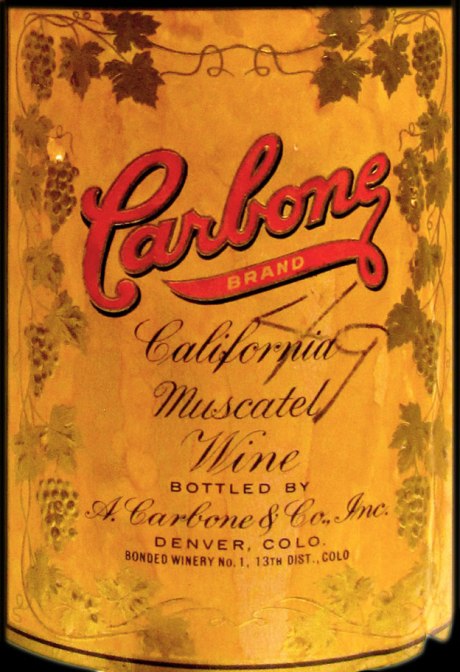 Carbone
BRAND
49
California
Muscatel
Wine
BOTTLED BY
A. Carbone & Co., Inc.
DENVER, COLO.
BONDED WINERY No. 1, 13TH DIST., COLO